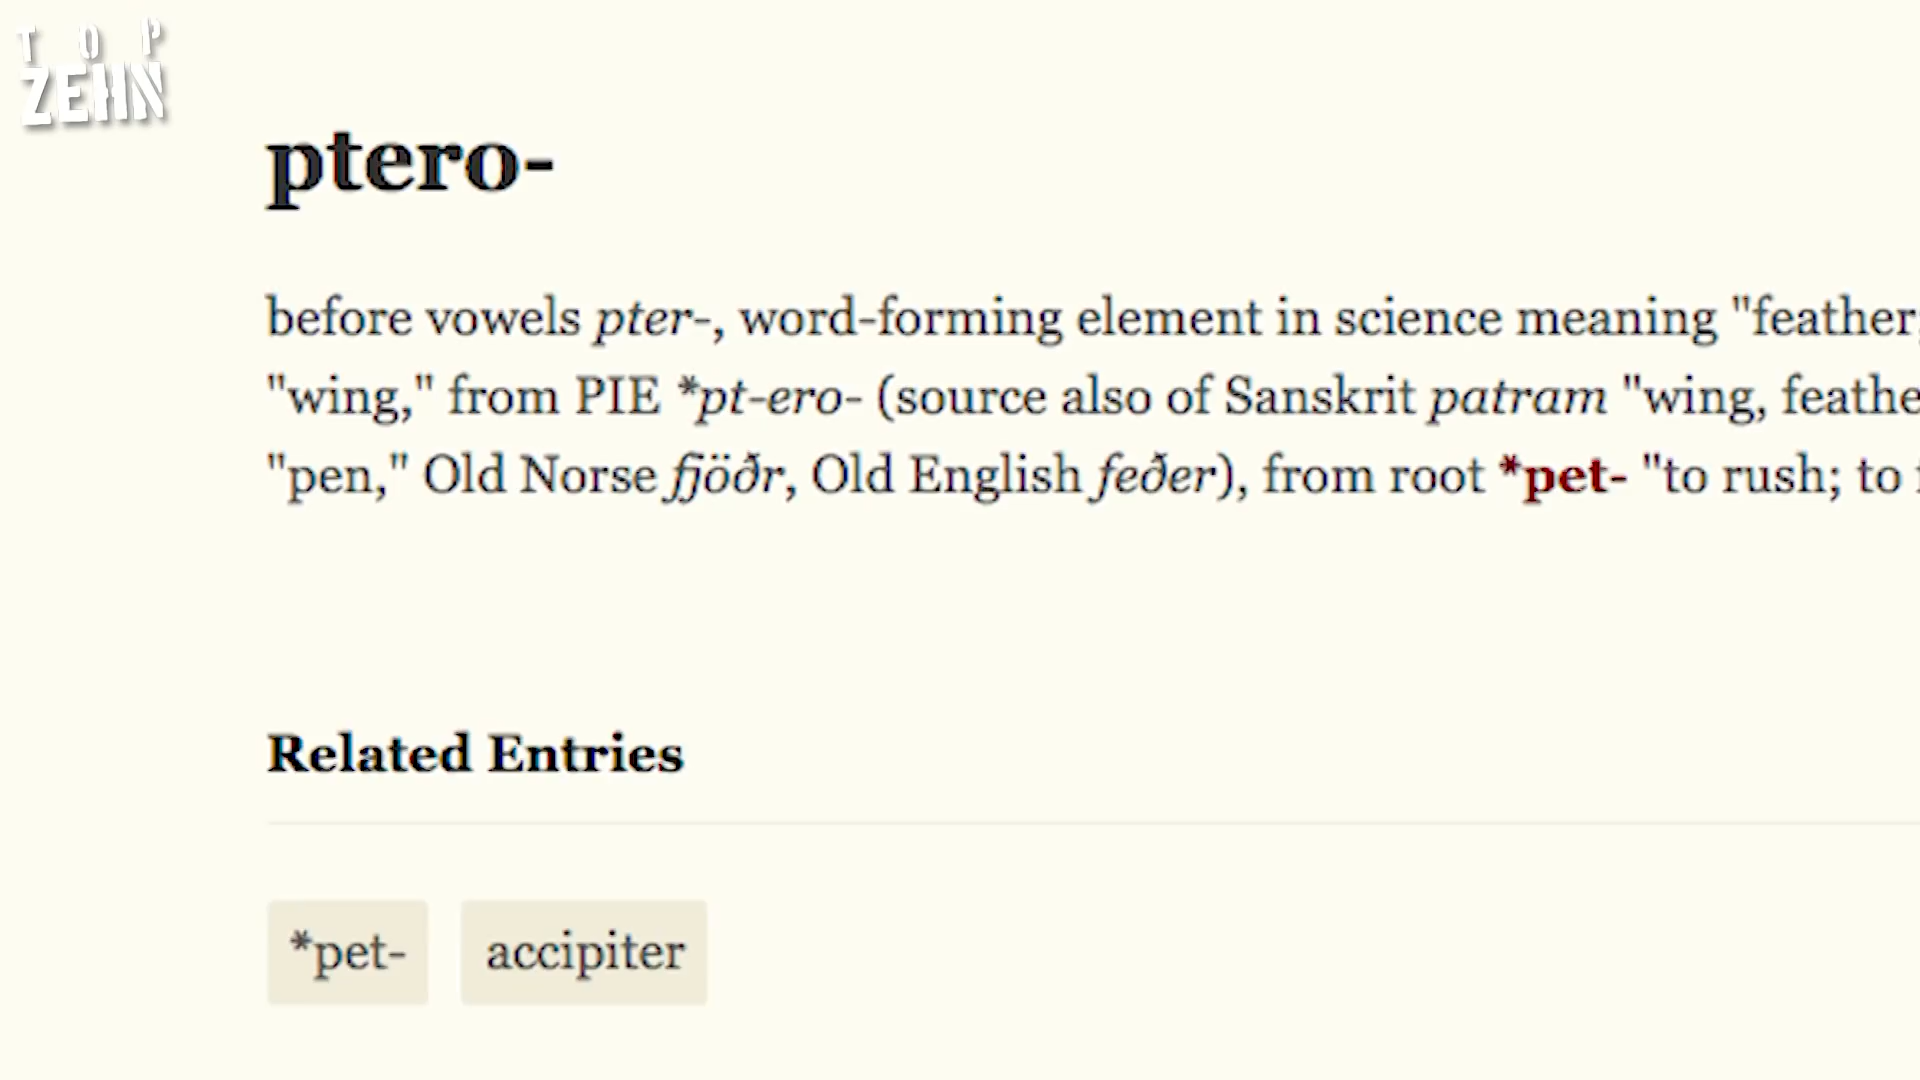 TOP
ZEHN
ptero-
before vowels pter-, word-forming element in science meaning "feather;
"wing," from PIE *pt-ero- (source also of Sanskrit patram "wing, feathe
"pen," Old Norse fjöðr, Old English feðer), from root *pet- "to rush; to
Related Entries
*pet- accipiter